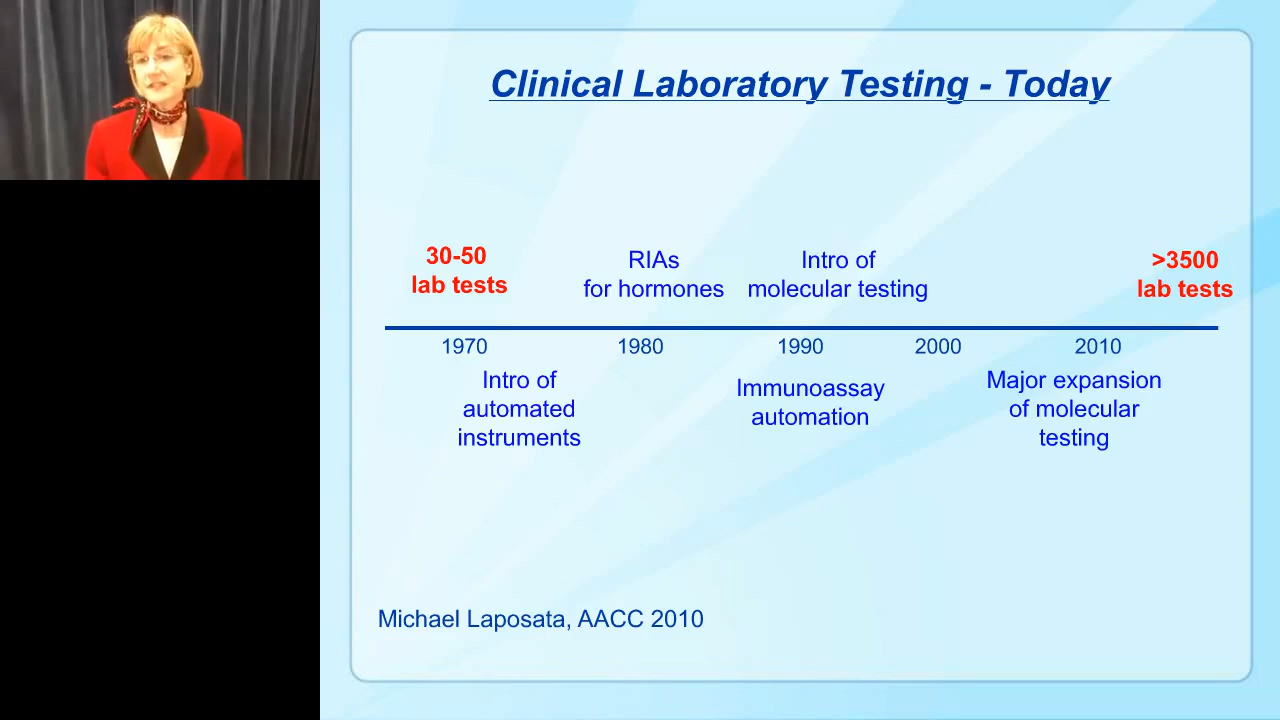 Clinical Laboratory Testing - Today
30-50
lab tests
RIAs
for hormones
Intro of
molecular testing
>3500
lab tests
1970
1980
1990
2000
2010
Intro of
automated
instruments
Immunoassay
automation
Major expansion
of molecular
testing
Michael Laposata, AACC 2010